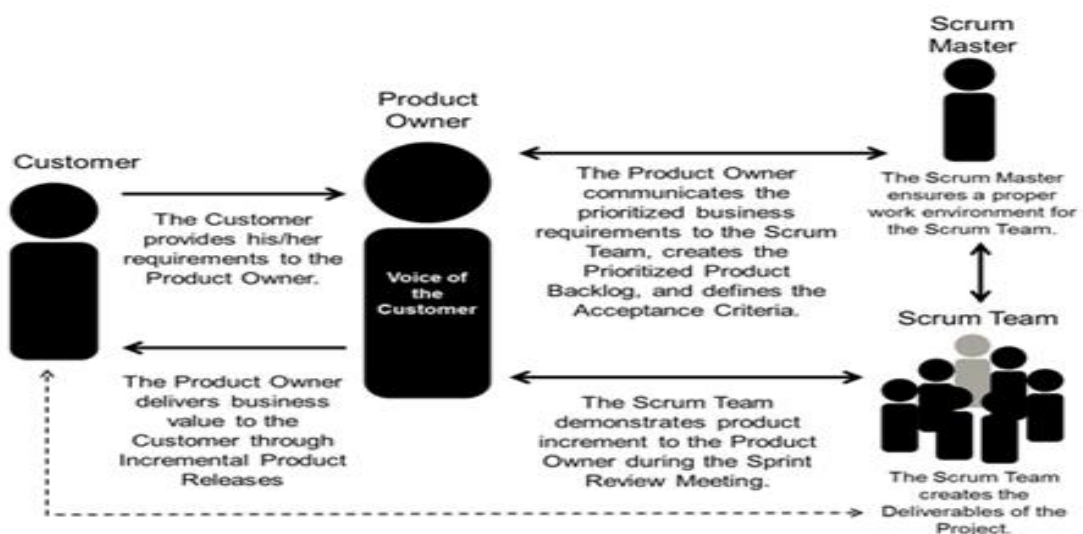 Customer
The Customer
provides his/her
requirements to the
Product Owner.
The Product Owner
delivers business
value to the
Customer through
Incremental Product
Releases
Product
Owner
Voice of
the
Customer
The Product Owner
communicates the
prioritized business
requirements to the Scrum
Team, creates the
Prioritized Product
Backlog, and defines the
Acceptance Criteria.
The Scrum Team
demonstrates product
increment to the Product
Owner during the Sprint
Review Meeting.
Scrum
Master
The Scrum Master
ensures a proper
work environment for
the Scrum Team.
Scrum Team
The Scrum Team
creates the
Deliverables of the
Project.